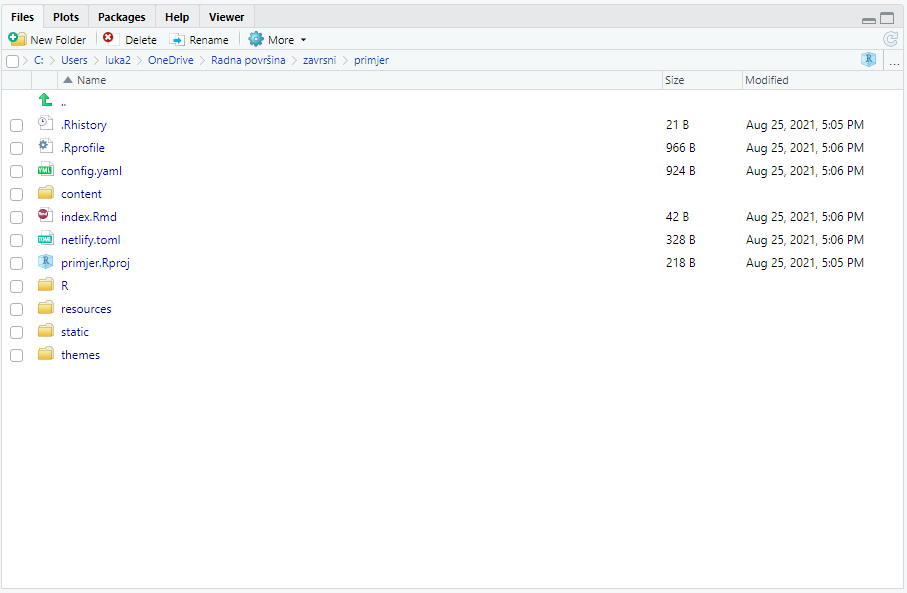 Files Plots Packages Help Viewer
New Folder Delete Rename More
C: Users luka2 OneDrive Radna površina zavrsni primjer R ...
Name Size Modified
..
.Rhistory 21 B Aug 25, 2021, 5:05 PM
.Rprofile 966 B Aug 25, 2021, 5:06 PM
YML config.yaml 924 B Aug 25, 2021, 5:06 PM
content
Rmd index.Rmd 42 B Aug 25, 2021, 5:06 PM
TOML netlify.toml 328 B Aug 25, 2021, 5:06 PM
R primjer.Rproj 218 B Aug 25, 2021, 5:05 PM
R
resources
static
themes